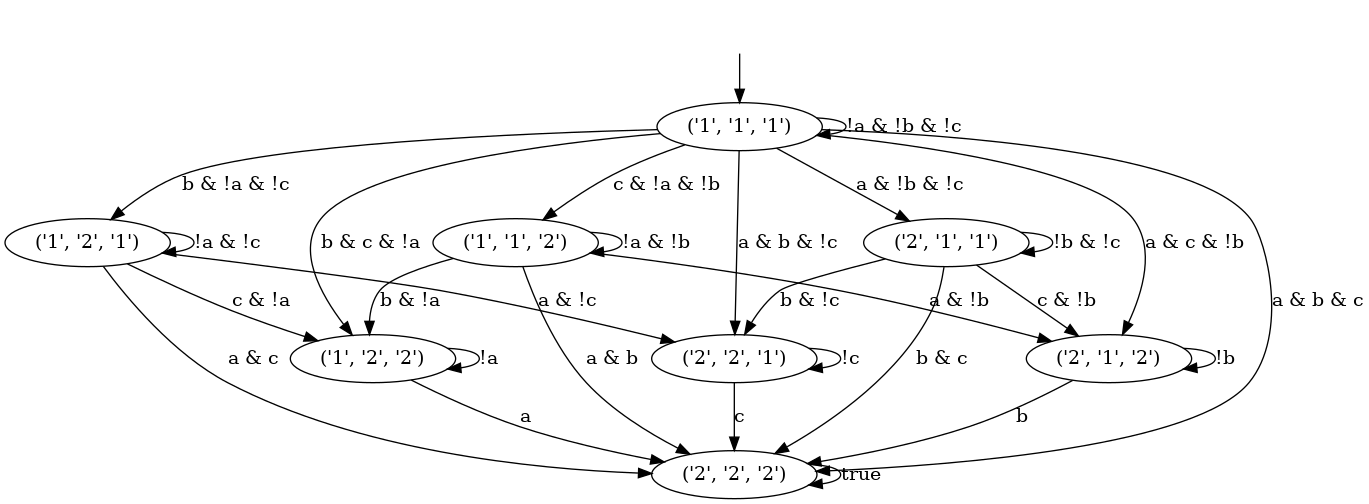 ('1', '1', '1')
!a & !b & !c
b & !a & !c
c & !a & !b
a & !b & !c
('1', '2', '1')
!a & !c
b & c & !a
('1', '1', '2')
!a & !b
a & b & !c
('2', '1', '1')
!b & !c
a & c & !b
c & !a
b & !a
a & !c
b & !c
a & !b
c & !b
a & b & c
a & c
('1', '2', '2')
!a
a & b
('2', '2', '1')
!c
b & c
('2', '1', '2')
!b
a
c
b
('2', '2', '2')
true